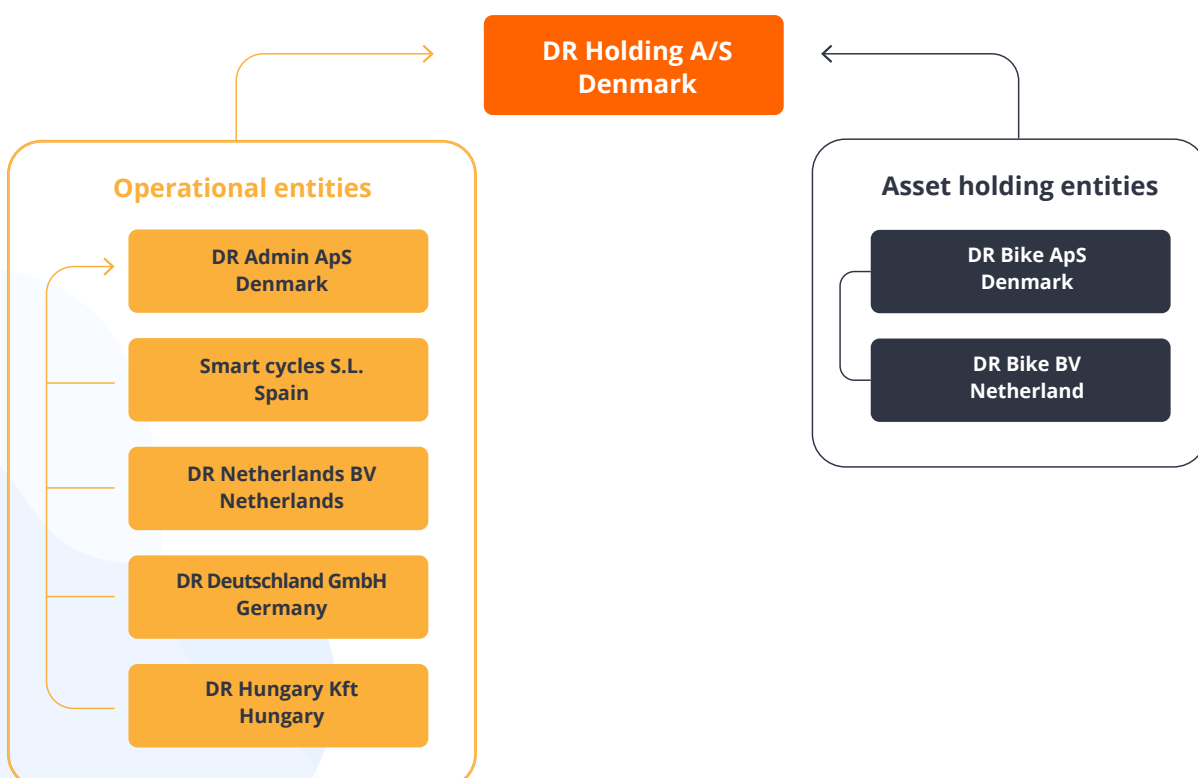 DR Holding A/S
Denmark
Operational entities
DR Admin ApS
Denmark
Smart cycles S.L.
Spain
DR Netherlands BV
Netherlands
DR Deutschland GmbH
Germany
DR Hungary Kft
Hungary
Asset holding entities
DR Bike ApS
Denmark
DR Bike BV
Netherland